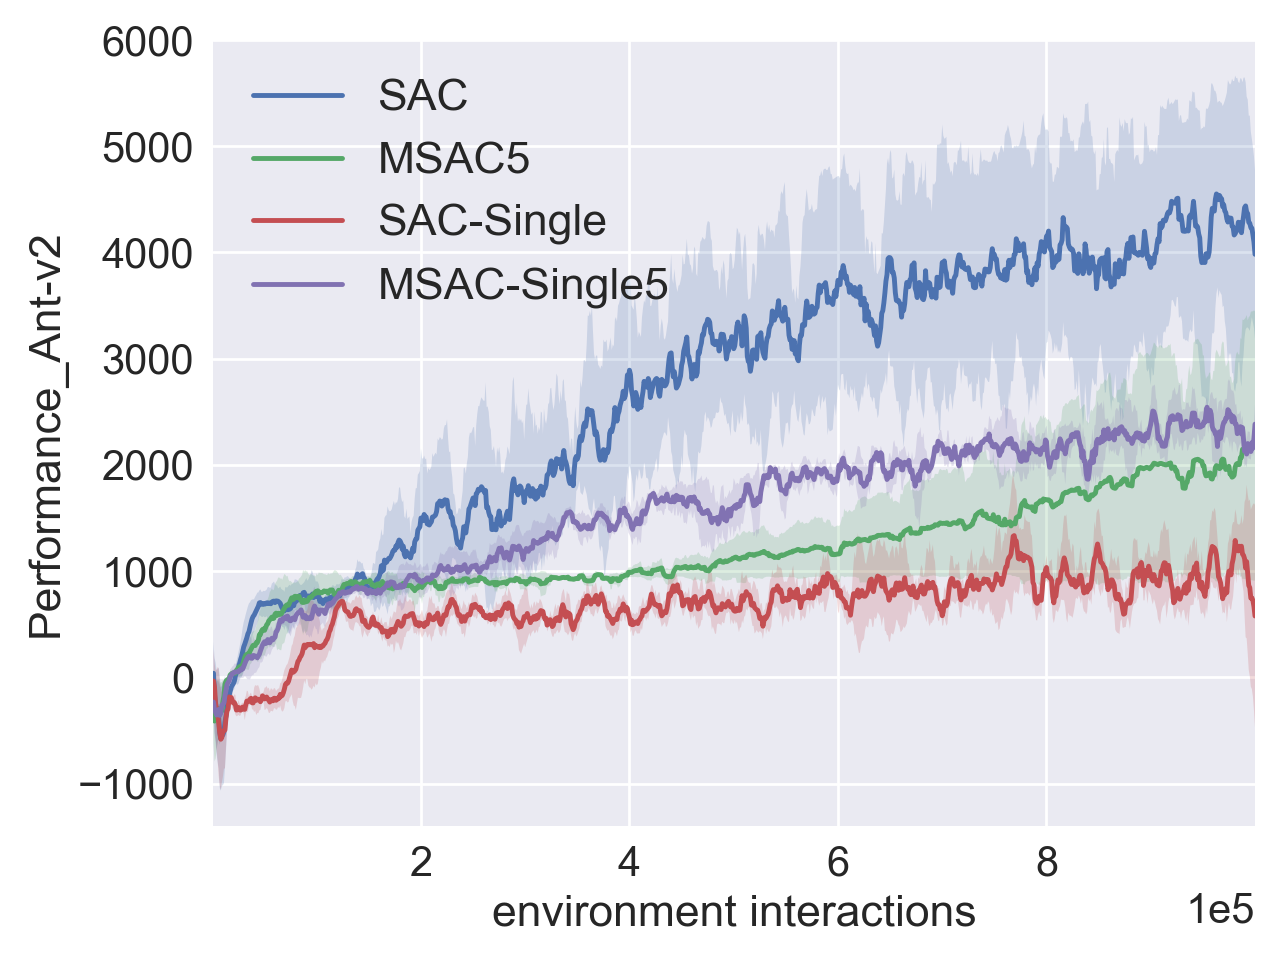 6000
5000
4000
3000
2000
1000
0
−1000
Performance_Ant-v2
SAC
MSAC5
SAC-Single
MSAC-Single5
2 4 6 8
1e5
environment interactions